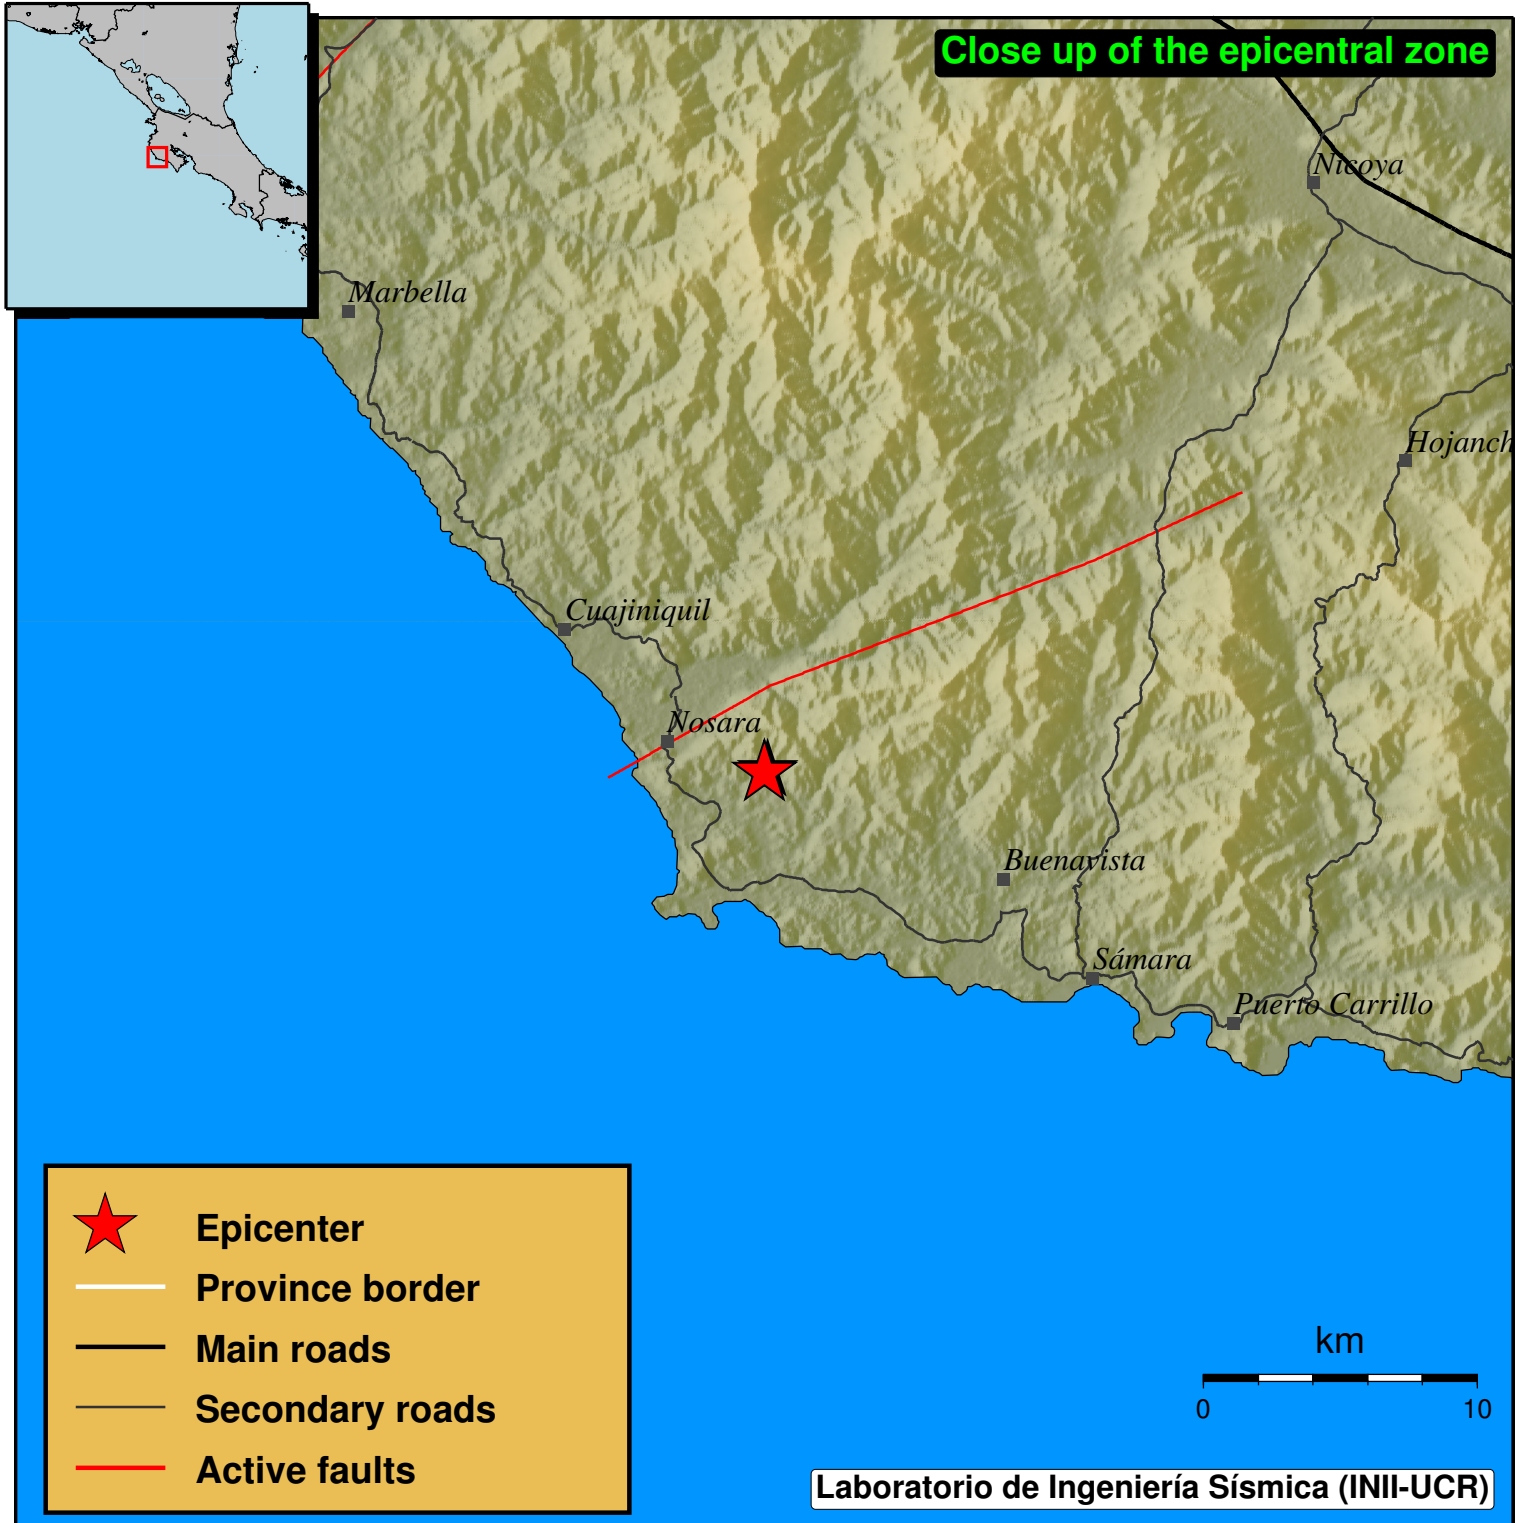 Close up of the epicentral zone
Nicoya
Marbella
Hojanch
Cuajiniquil
Nosara
Buenavista
Sámara
Puerto Carrillo
Epicenter
Province border
Main roads
Secondary roads
Active faults
km
0 10
Laboratorio de Ingeniería Sísmica (INII-UCR)